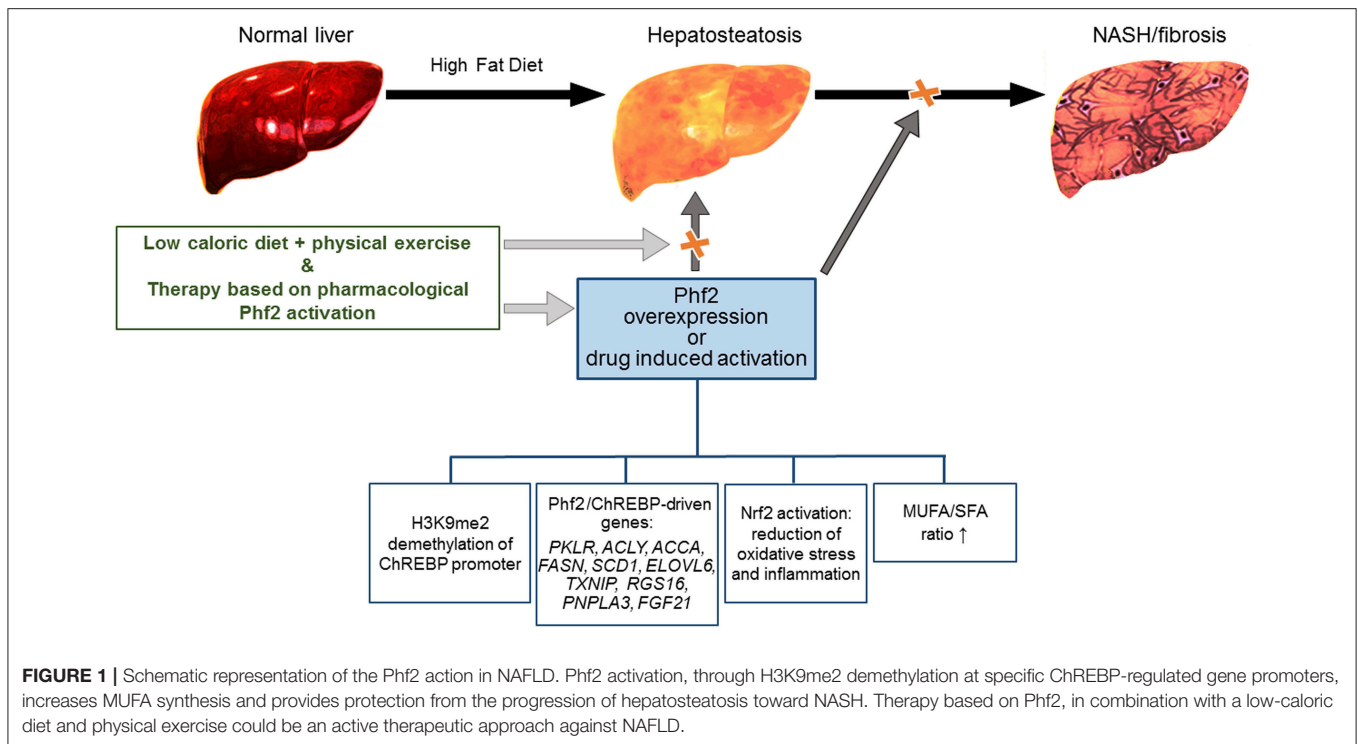 Normal liver
Hepatosteatosis
NASH/fibrosis
High Fat Diet
Low caloric diet + physical exercise
&
Therapy based on pharmacological
Phf2 activation
Phf2
overexpression
or
drug induced activation
H3K9me2
demethylation of
ChREBP promoter
Phf2/ChREBP-driven
genes:
PKLR, ACLY, ACCA,
FASN, SCD1, ELOVL6,
TXNIP, RGS16,
PNPLA3, FGF21
Nrf2 activation:
reduction of
oxidative stress
and inflammation
MUFA/SFA
ratio ↑
FIGURE 1 | Schematic representation of the Phf2 action in NAFLD. Phf2 activation, through H3K9me2 demethylation at specific ChREBP-regulated gene promoters,
increases MUFA synthesis and provides protection from the progression of hepatosteatosis toward NASH. Therapy based on Phf2, in combination with a low-caloric
diet and physical exercise could be an active therapeutic approach against NAFLD.